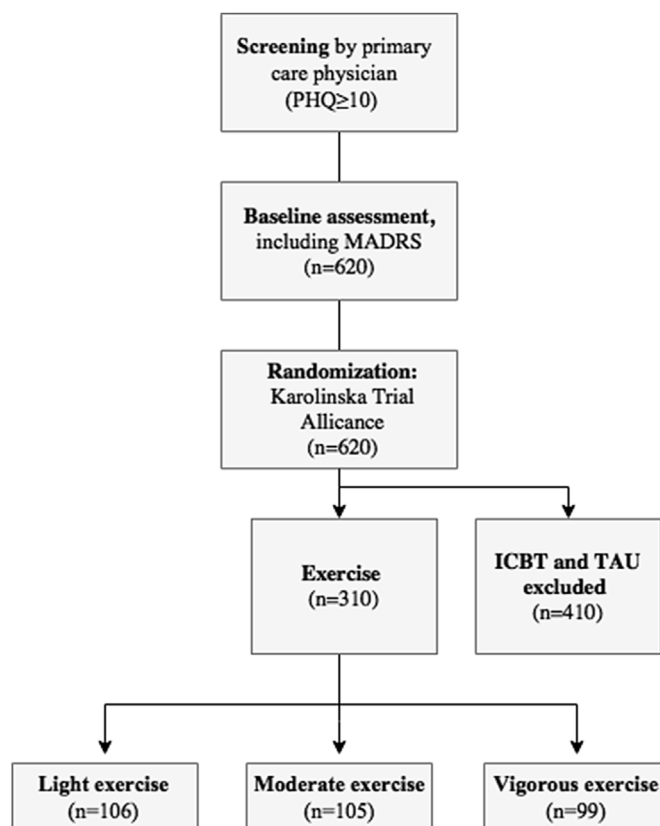 Screening by primary
care physician
(PHQ≥10)
Baseline assessment,
including MADRS
(n=620)
Randomization:
Karolinska Trial
Allicance
(n=620)
Exercise
(n=310)
ICBT and TAU
excluded
(n=410)
Light exercise
(n=106)
Moderate exercise
(n=105)
Vigorous exercise
(n=99)